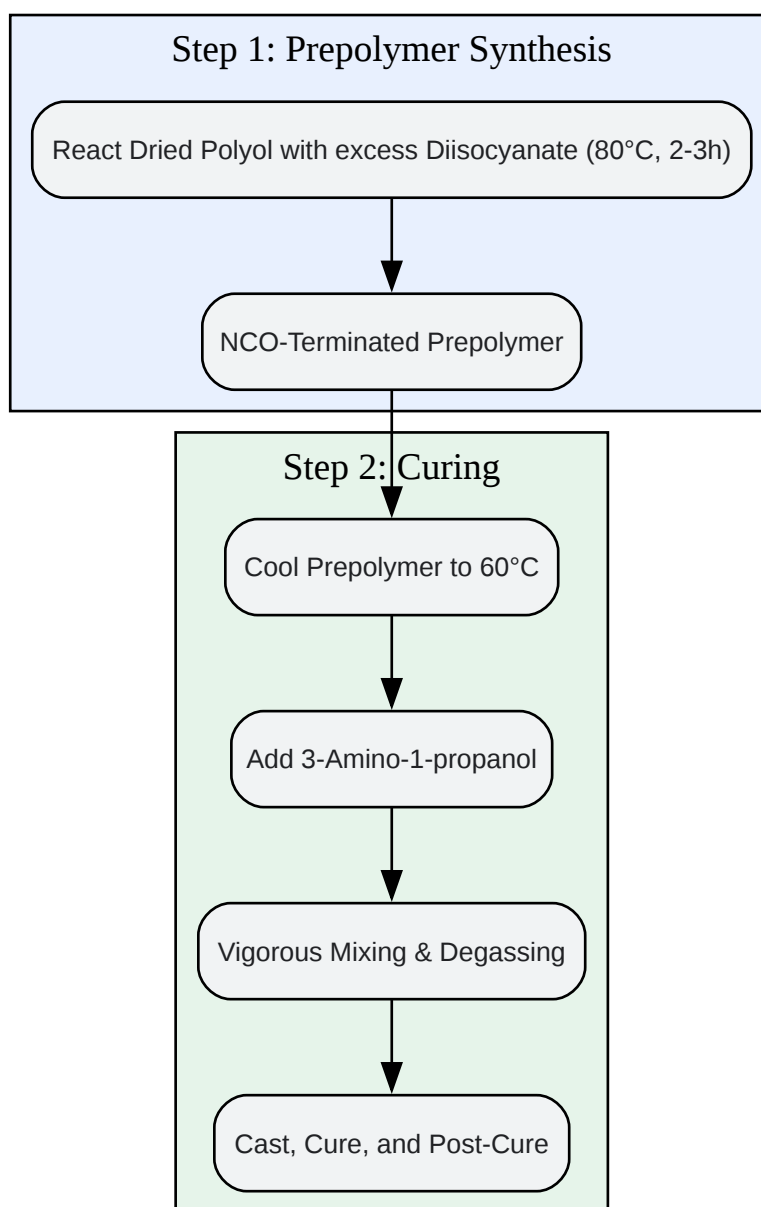 Step 1: Prepolymer Synthesis
React Dried Polyol with excess Diisocyanate (80°C, 2-3h)
NCO-Terminated Prepolymer
Step 2: Curing
Cool Prepolymer to 60°C
Add 3-Amino-1-propanol
Vigorous Mixing & Degassing
Cast, Cure, and Post-Cure